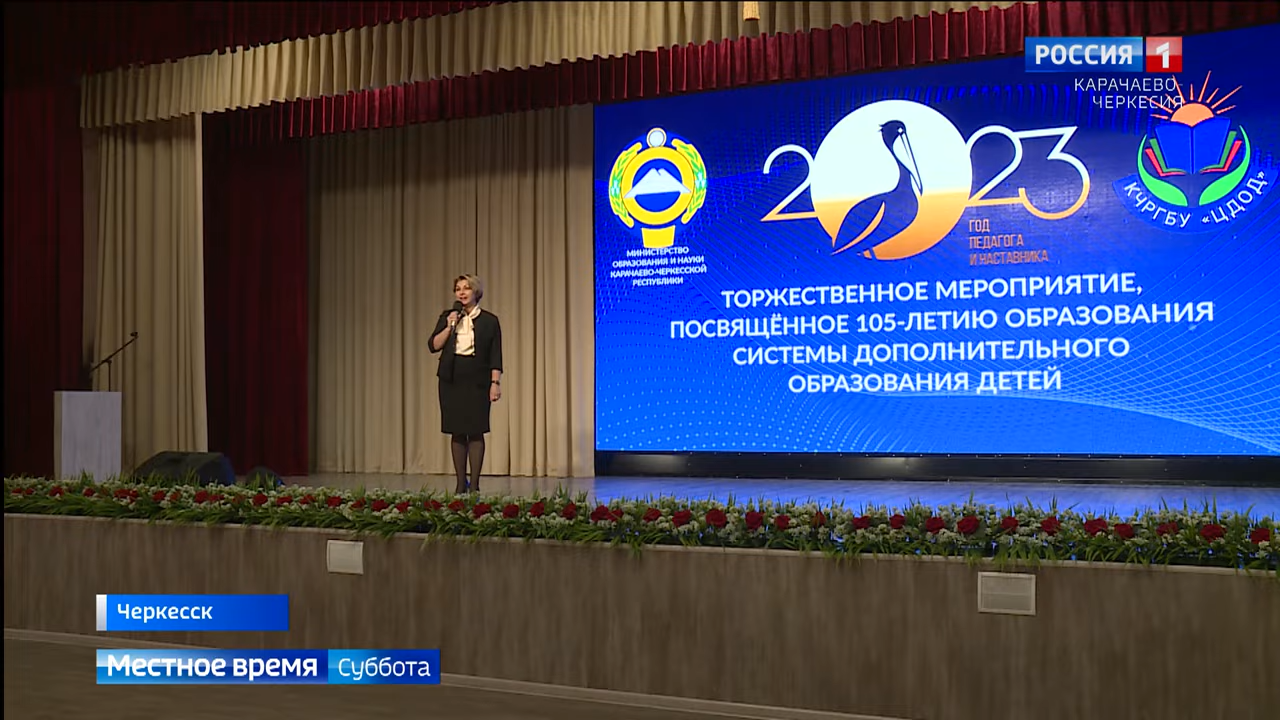 РОССИЯ 1
КАРАЧАЕВО
ЧЕРКЕСИЯ
2023
ГОД
ПЕДАГОГА
И НАСТАВНИКА
КЧРГБУ «ЦДОД»
МИНИСТЕРСТВО
ОБРАЗОВАНИЯ И НАУКИ
КАРАЧАЕВО-ЧЕРКЕССКОЙ
РЕСПУБЛИКИ
ТОРЖЕСТВЕННОЕ МЕРОПРИЯТИЕ,
ПОСВЯЩЁННОЕ 105-ЛЕТИЮ ОБРАЗОВАНИЯ
СИСТЕМЫ ДОПОЛНИТЕЛЬНОГО
ОБРАЗОВАНИЯ ДЕТЕЙ
Черкесск
Местное время Суббота